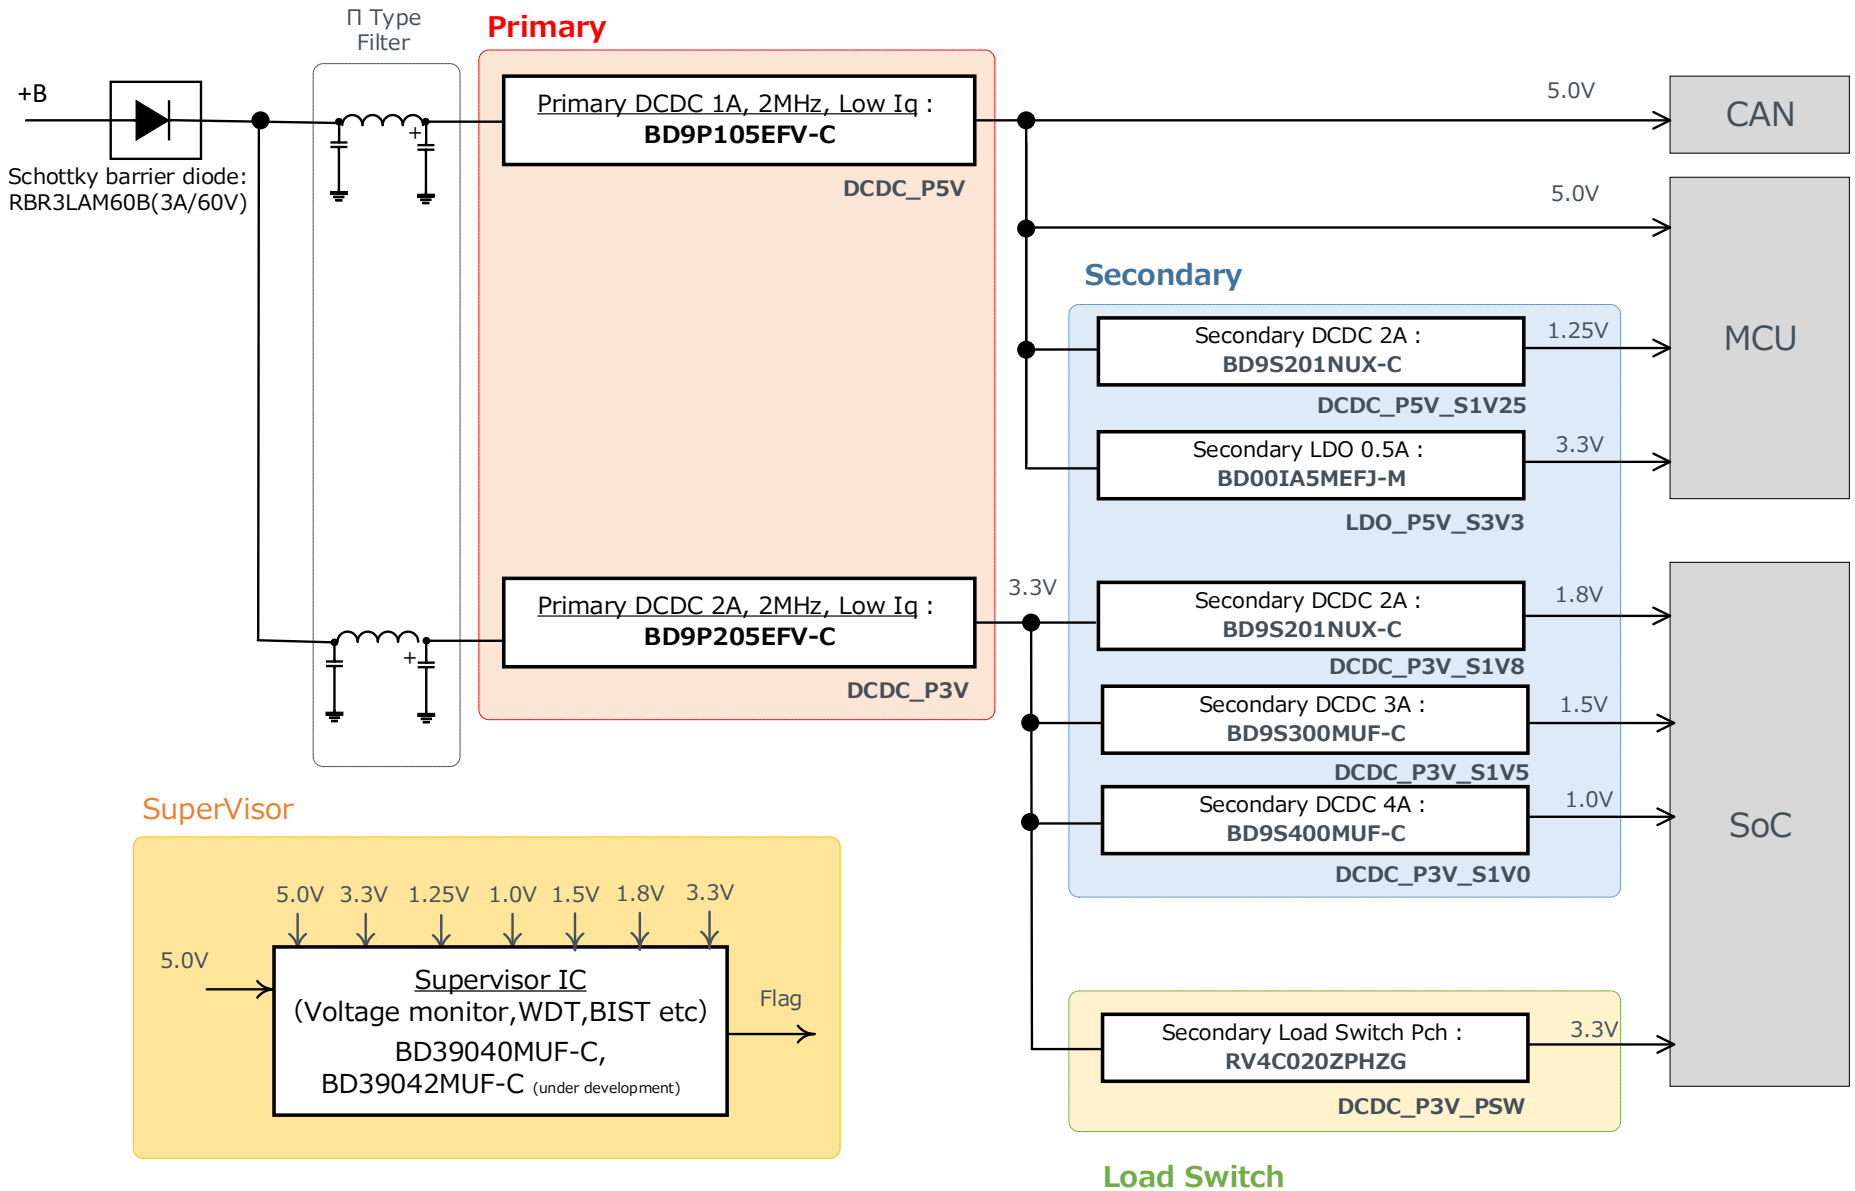 Π Type
Filter
Primary
+B
Schottky barrier diode:
RBR3LAM60B(3A/60V)
Primary DCDC 1A, 2MHz, Low Iq :
BD9P105EFV-C
DCDC_P5V
5.0V
CAN
5.0V
MCU
Secondary
Secondary DCDC 2A :
BD9S201NUX-C
1.25V
DCDC_P5V_S1V25
Secondary LDO 0.5A :
BD00IA5MEFJ-M
3.3V
LDO_P5V_S3V3
Primary DCDC 2A, 2MHz, Low Iq :
BD9P205EFV-C
DCDC_P3V
3.3V
Secondary DCDC 2A :
BD9S201NUX-C
1.8V
DCDC_P3V_S1V8
Secondary DCDC 3A :
BD9S300MUF-C
1.5V
DCDC_P3V_S1V5
Secondary DCDC 4A :
BD9S400MUF-C
1.0V
DCDC_P3V_S1V0
SoC
Secondary Load Switch Pch :
RV4C020ZPHZG
3.3V
DCDC_P3V_PSW
Load Switch
SuperVisor
5.0V 3.3V 1.25V 1.0V 1.5V 1.8V 3.3V
5.0V
Supervisor IC
(Voltage monitor,WDT,BIST etc)
BD39040MUF-C,
BD39042MUF-C (under development)
Flag